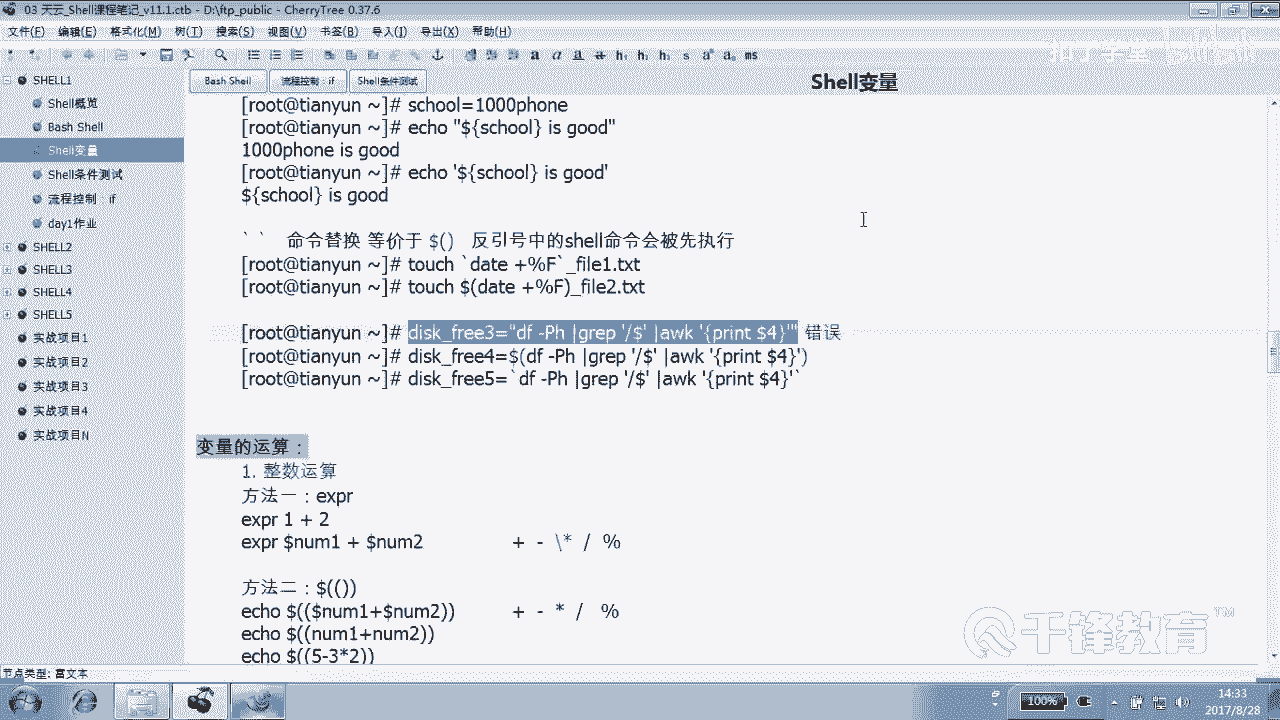 03 天云_Shell课程笔记_v11.1.ctb - D:\ftp_public - CherryTree 0.37.6
文件(F) 编辑(E) 格式化(M) 树(T) 搜索(S) 视图(V) 书签(B) 导入(I) 导出(X) 帮助(H)
a a a a h₁ h₂ h₃ s aª aₐ ms
SHELL1
Shell概览
Bash Shell
Shell变量
Shell条件测试
流程控制 if
day1作业
SHELL2
SHELL3
SHELL4
SHELL5
实战项目1
实战项目2
实战项目3
实战项目4
实战项目N
Bash Shell 流程控制：if Shell条件测试
Shell变量
[root@tianyun ~]# school=1000phone
[root@tianyun ~]# echo "${school} is good"
1000phone is good
[root@tianyun ~]# echo '${school} is good'
${school} is good
` ` 命令替换 等价于 $() 反引号中的shell命令会被先执行
[root@tianyun ~]# touch `date +%F`_file1.txt
[root@tianyun ~]# touch $(date +%F)_file2.txt
[root@tianyun ~]# disk_free3="df -Ph |grep '/$' |awk '{print $4}'" 错误
[root@tianyun ~]# disk_free4=$(df -Ph |grep '/$' |awk '{print $4}')
[root@tianyun ~]# disk_free5=`df -Ph |grep '/$' |awk '{print $4}'`
变量的运算：
1. 整数运算
方法一：expr
expr 1 + 2
expr $num1 + $num2 + - \* / %
方法二：$(())
echo $(($num1+$num2)) + - * / %
echo $((num1+num2))
echo $((5-3*2))
千锋教育™
节点类型: 富文本
100%
14:33
2017/8/28